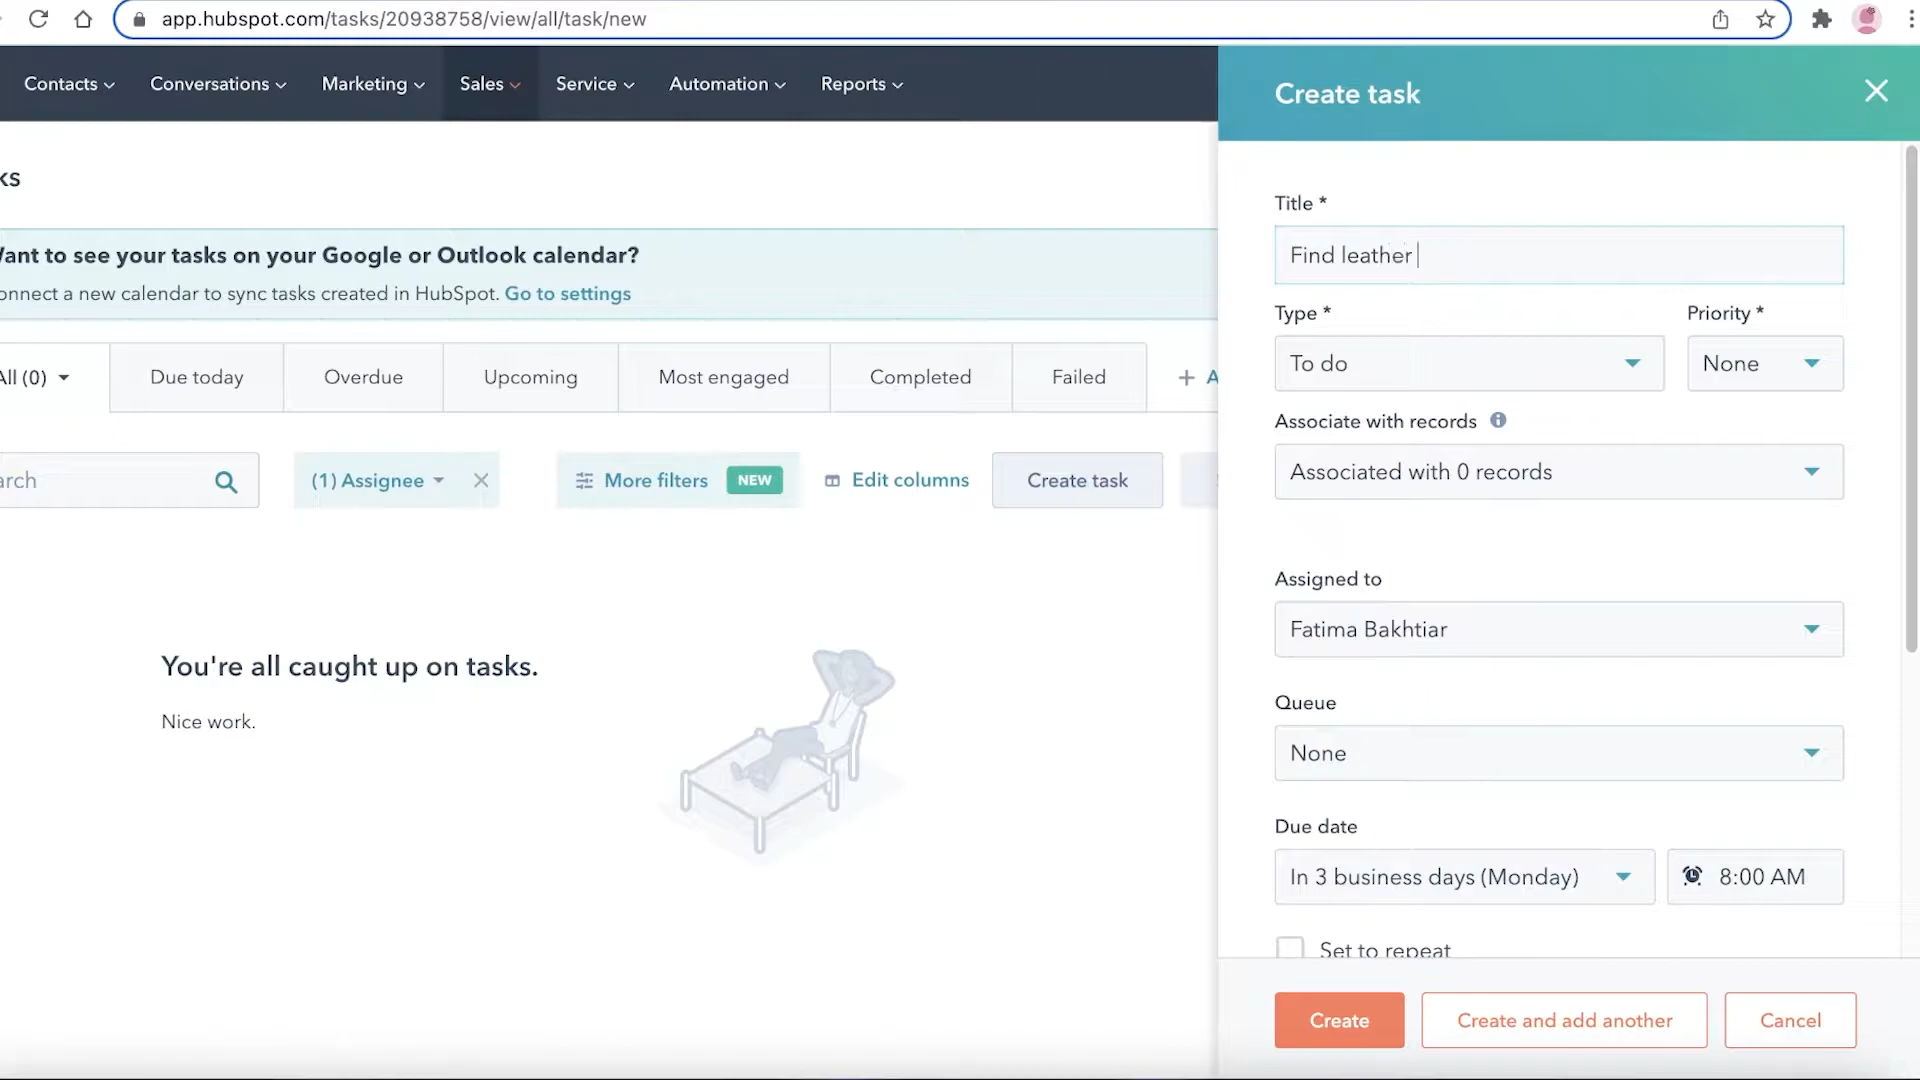 app.hubspot.com/tasks/20938758/view/all/task/new
Contacts Conversations Marketing Sales Service Automation Reports
Create task
ks
Title *
Find leather
Want to see your tasks on your Google or Outlook calendar?
onnect a new calendar to sync tasks created in HubSpot. Go to settings
Type * Priority *
To do None
All (0) Due today Overdue Upcoming Most engaged Completed Failed + A
Associate with records
Associated with 0 records
arch (1) Assignee More filters NEW Edit columns Create task
Assigned to
Fatima Bakhtiar
You're all caught up on tasks.
Nice work.
Queue
None
Due date
In 3 business days (Monday) 8:00 AM
Set to repeat
Create Create and add another Cancel